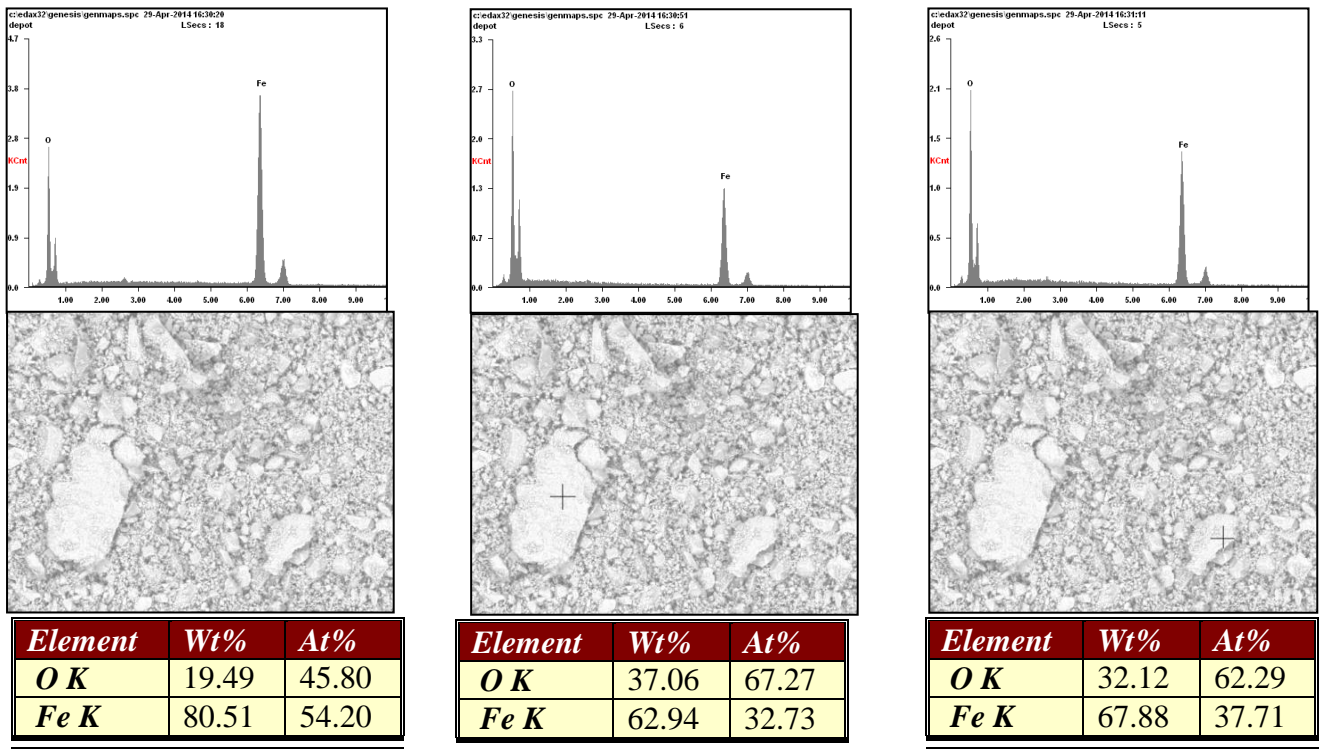 c:\edax32\genesis\genmaps.spc 29-Apr-2014 16:30:20
depot LSecs : 18
4.7
3.8
2.8
KCnt
1.9
0.9
0.0
Fe
O
1.00 2.00 3.00 4.00 5.00 6.00 7.00 8.00 9.00
Element Wt% At%
O K 19.49 45.80
Fe K 80.51 54.20
c:\edax32\genesis\genmaps.spc 29-Apr-2014 16:30:51
depot LSecs : 6
3.3
2.7
2.0
KCnt
1.3
0.7
0.0
O
Fe
1.00 2.00 3.00 4.00 5.00 6.00 7.00 8.00 9.00
Element Wt% At%
O K 37.06 67.27
Fe K 62.94 32.73
c:\edax32\genesis\genmaps.spc 29-Apr-2014 16:31:11
depot LSecs : 5
2.6
2.1
1.5
KCnt
1.0
0.5
0.0
O
Fe
1.00 2.00 3.00 4.00 5.00 6.00 7.00 8.00 9.00
Element Wt% At%
O K 32.12 62.29
Fe K 67.88 37.71